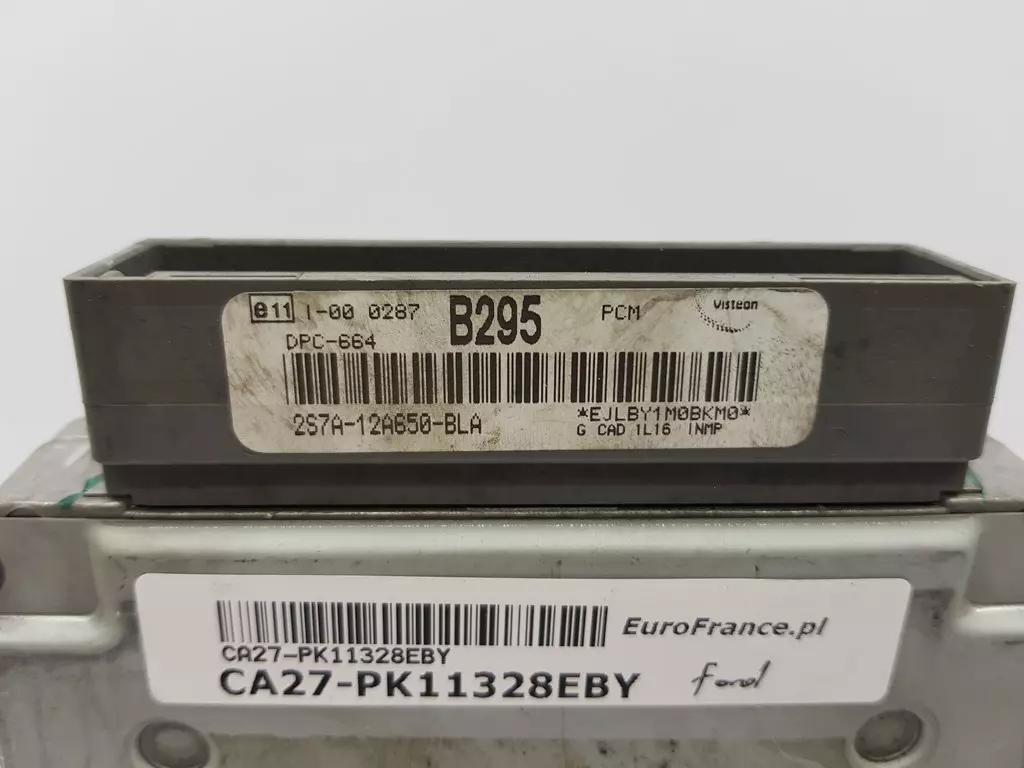 e11 I-00 0287 B295 PCM Visteon
DPC-664
2S7A-12A650-BLA *EJLBY1M0BKM0*
G CAD 1L16 INMP
EuroFrance.pl
CA27-PK11328EBY
CA27-PK11328EBY ford